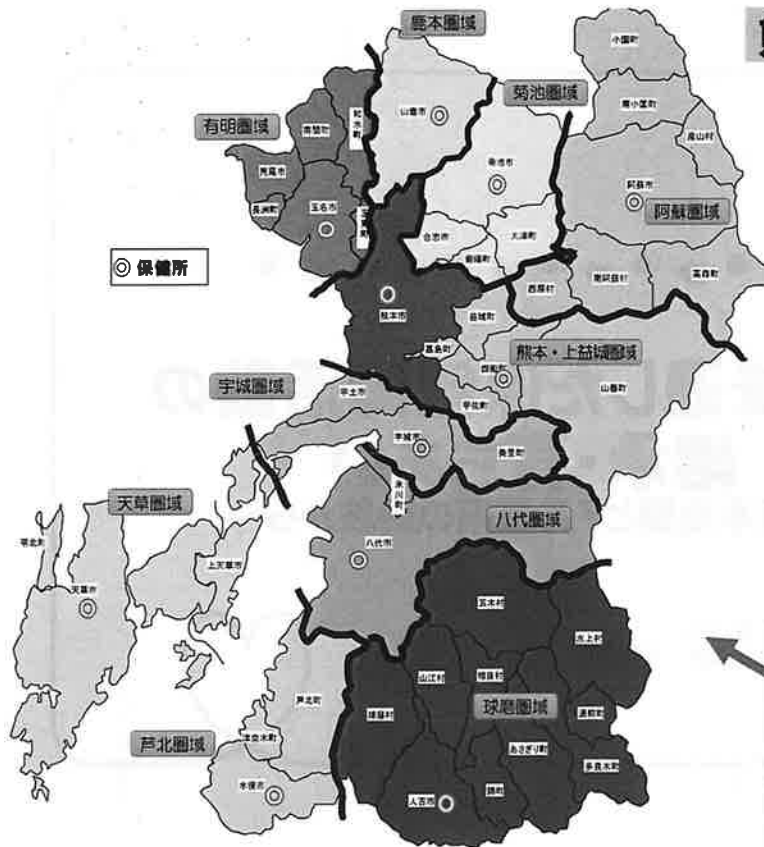 鹿本圏域
小国町
菊池圏域
有明圏域
和水町
南関町
山鹿市
南小国町
産山村
荒尾市
菊池市
阿蘇市
長洲町
玉名市
玉東町
阿蘇圏域
合志市
大津町
菊陽町
◎ 保健所
西原村
南阿蘇村
高森町
熊本市
益城町
嘉島町
熊本・上益城圏域
御船町
山都町
宇城圏域
宇土市
甲佐町
宇城市
美里町
氷川町
天草圏域
八代圏域
苓北町
上天草市
八代市
天草市
五木村
水上村
山江村
相良村
芦北町
球磨村
球磨圏域
湯前町
芦北圏域
津奈木町
あさぎり町
多良木町
水俣市
人吉市
錦町